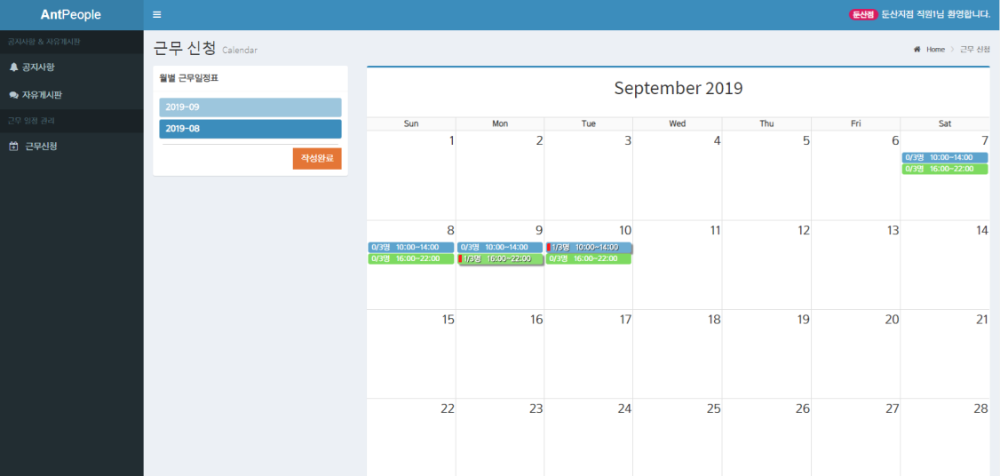 AntPeople
둔산점 둔산지점 직원1님 환영합니다.
공지사항 & 자유게시판
공지사항
자유게시판
근무 일정 관리
근무신청
근무 신청 Calendar
Home 〉 근무 신청
월별 근무일정표
2019-09
2019-08
작성완료
September 2019
Sun Mon Tue Wed Thu Fri Sat
1 2 3 4 5 6 7
0/3명 10:00~14:00
0/3명 16:00~22:00
8 9 10 11 12 13 14
0/3명 10:00~14:00 0/3명 10:00~14:00 1/3명 10:00~14:00
0/3명 16:00~22:00 1/3명 16:00~22:00 0/3명 16:00~22:00
15 16 17 18 19 20 21
22 23 24 25 26 27 28